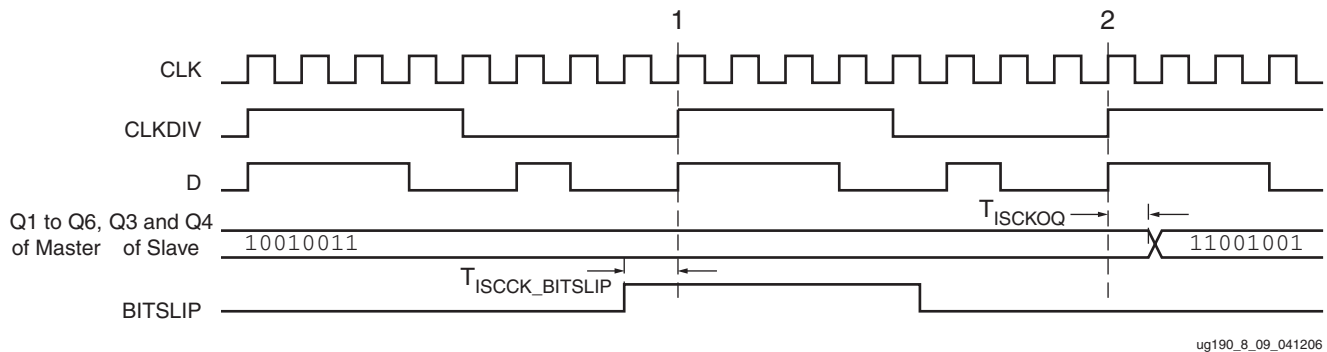 1 2
CLK
CLKDIV
D
T_ISCKOQ
Q1 to Q6, Q3 and Q4
of Master of Slave
10010011 11001001
T_ISCCK_BITSLIP
BITSLIP
ug190_8_09_041206